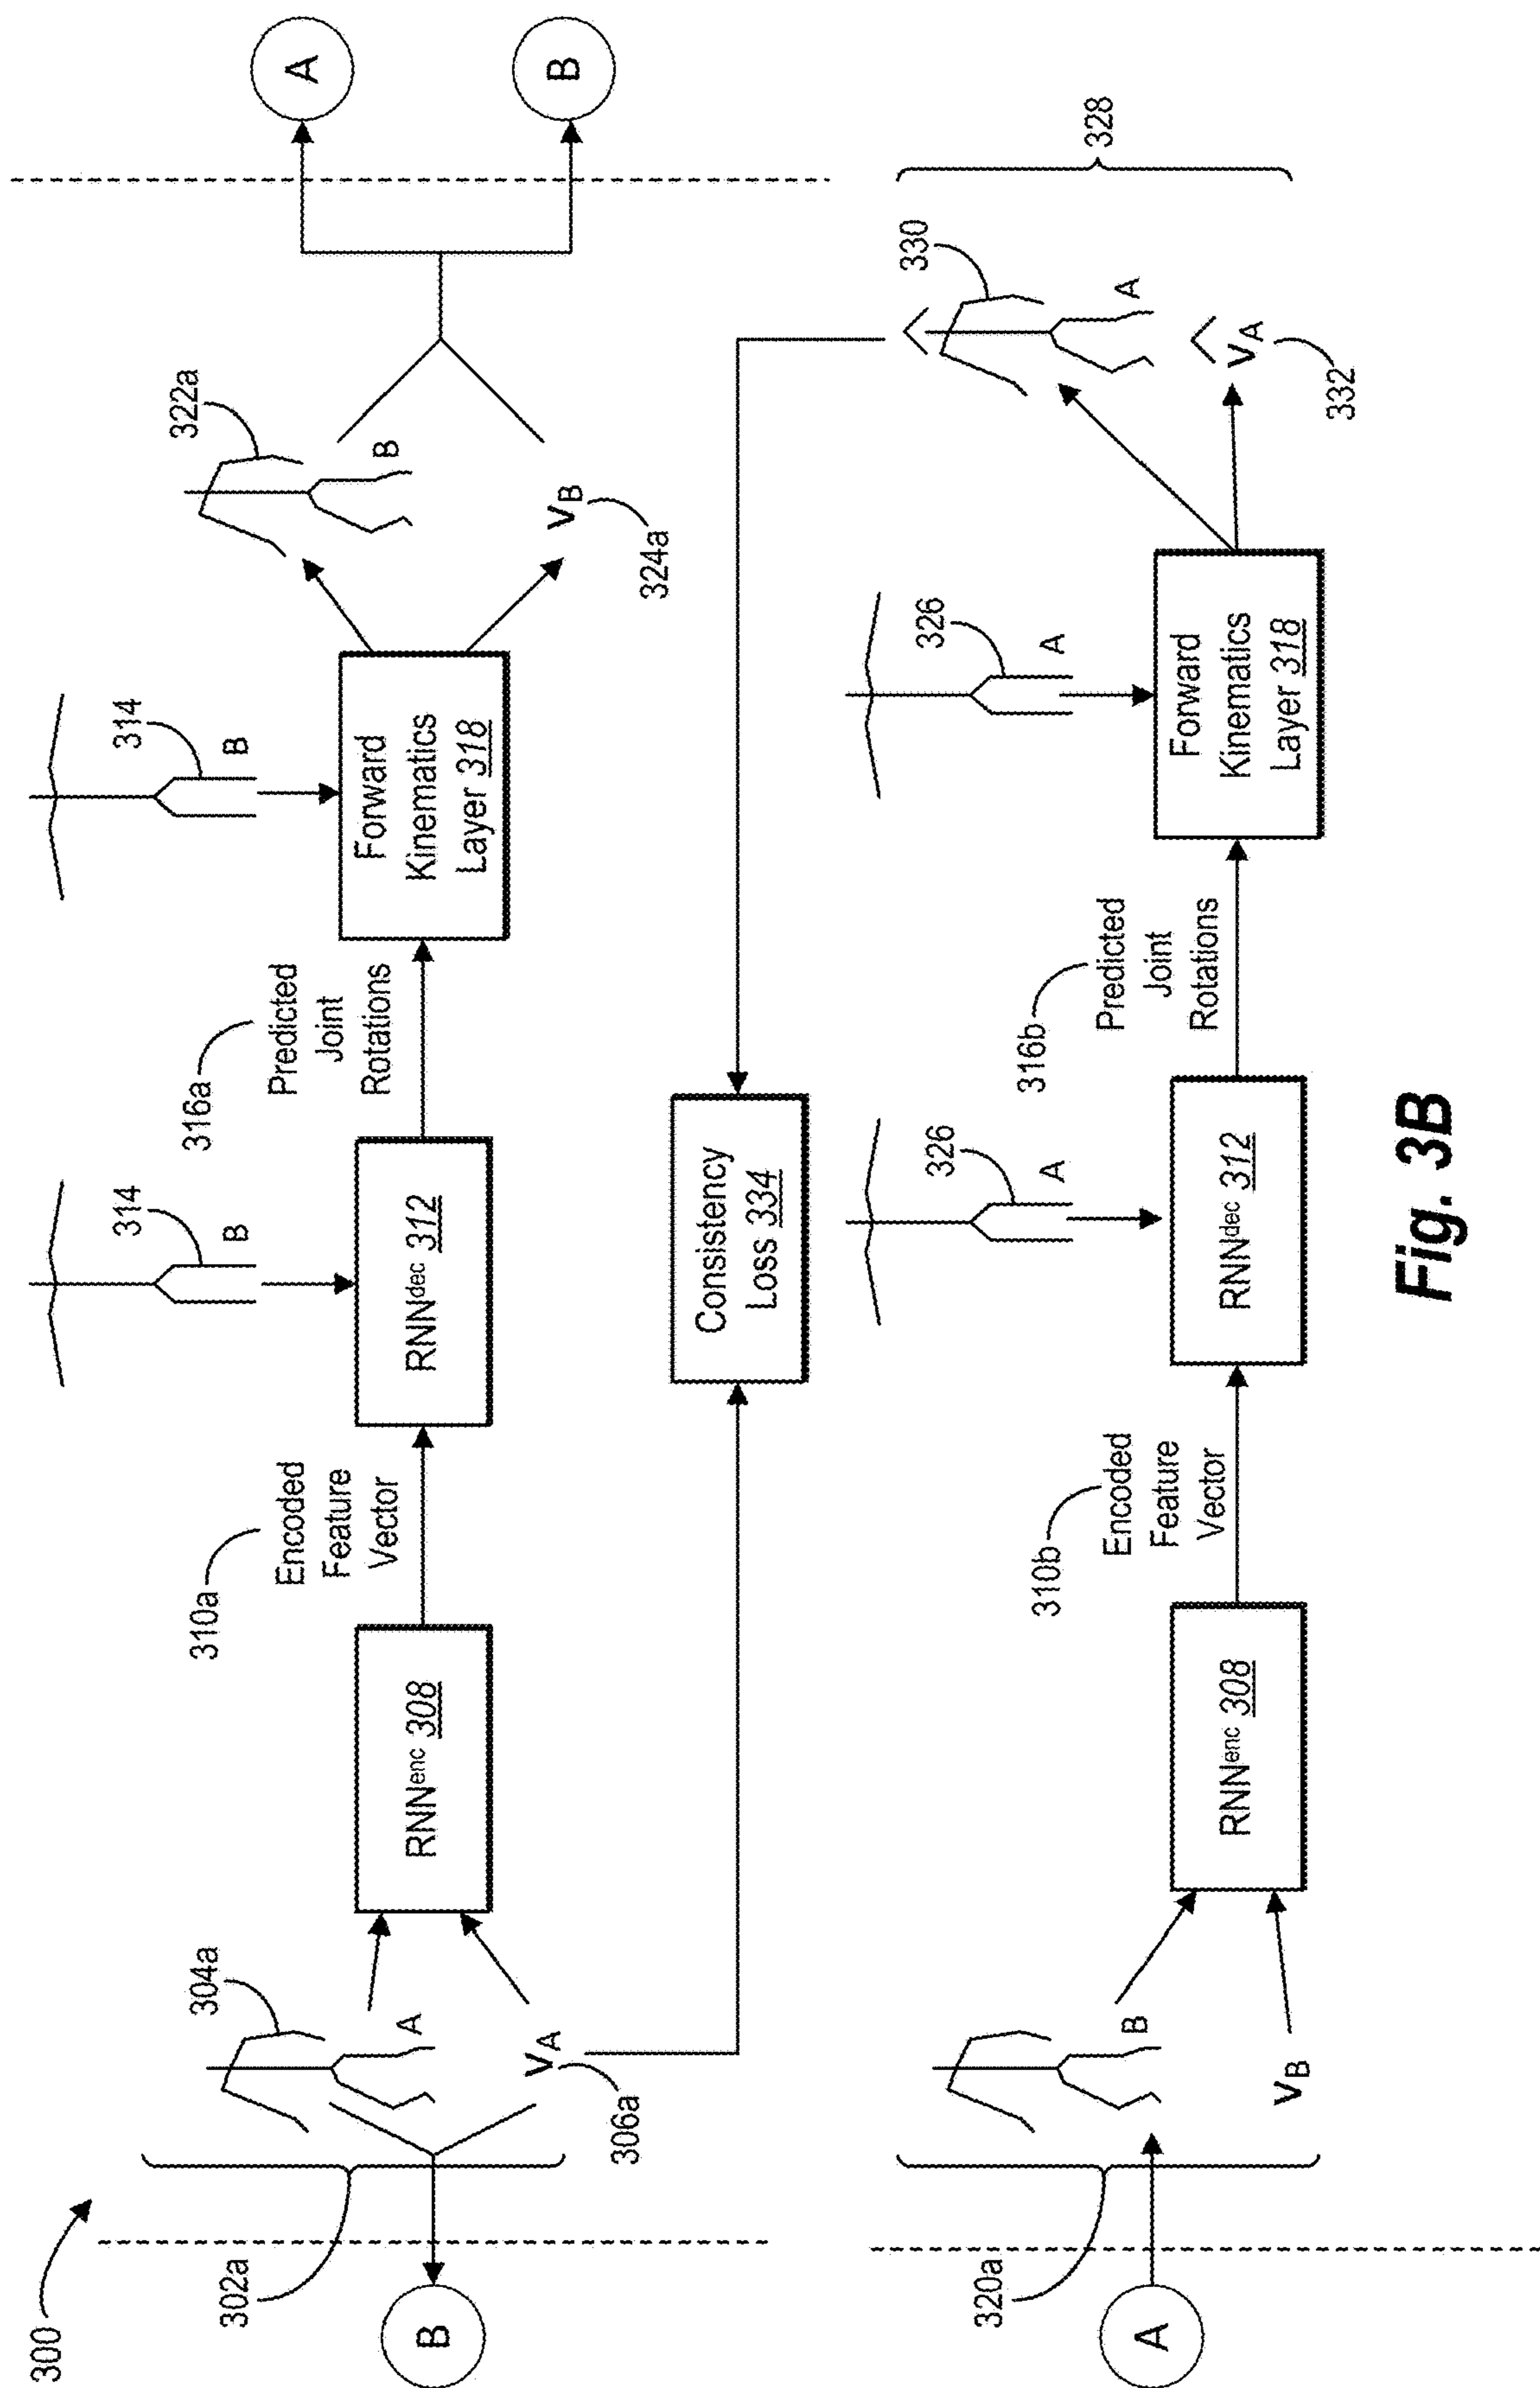 300
302a
304a
A
vA
306a
B
RNNenc 308
310a
Encoded
Feature
Vector
314
B
RNNdec 312
316a
Predicted
Joint
Rotations
314
B
Forward
Kinematics
Layer 318
322a
B
vB
324a
A
B
Consistency
Loss 334
A
320a
B
vB
RNNenc 308
310b
Encoded
Feature
Vector
326
A
RNNdec 312
316b
Predicted
Joint
Rotations
326
A
Forward
Kinematics
Layer 318
330
A
^
vA
332
328
Fig. 3B